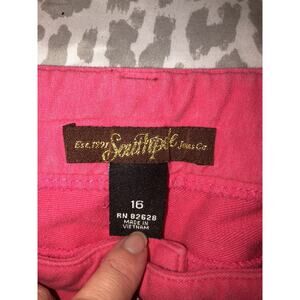 Est. 1991 Southpole Jeans Co.
16
RN 82628
MADE IN
VIETNAM